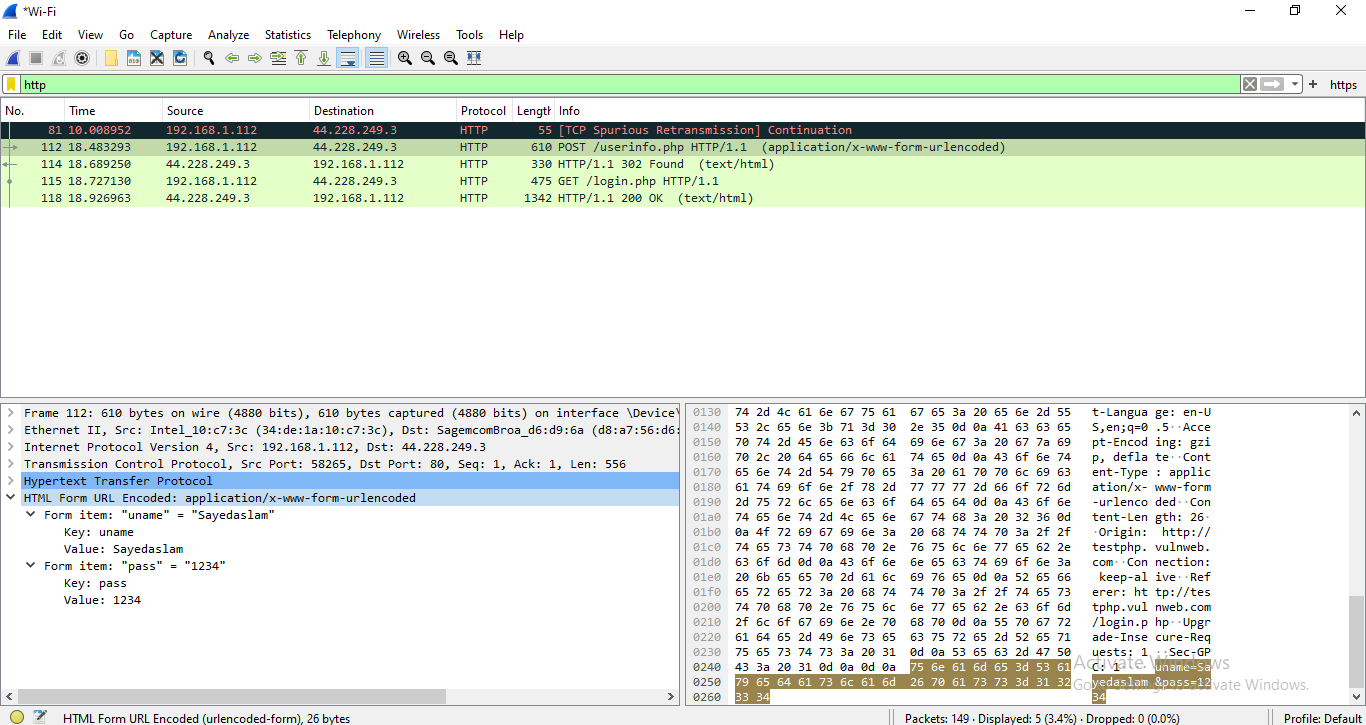 *Wi-Fi
File Edit View Go Capture Analyze Statistics Telephony Wireless Tools Help
http
https
No. Time Source Destination Protocol Length Info
81 10.008952 192.168.1.112 44.228.249.3 HTTP 55 [TCP Spurious Retransmission] Continuation
112 18.483293 192.168.1.112 44.228.249.3 HTTP 610 POST /userinfo.php HTTP/1.1 (application/x-www-form-urlencoded)
114 18.689250 44.228.249.3 192.168.1.112 HTTP 330 HTTP/1.1 302 Found (text/html)
115 18.727130 192.168.1.112 44.228.249.3 HTTP 475 GET /login.php HTTP/1.1
118 18.926963 44.228.249.3 192.168.1.112 HTTP 1342 HTTP/1.1 200 OK (text/html)
Frame 112: 610 bytes on wire (4880 bits), 610 bytes captured (4880 bits) on interface \Device\
Ethernet II, Src: Intel_10:c7:3c (34:de:1a:10:c7:3c), Dst: SagemcomBroa_d6:d9:6a (d8:a7:56:d6:
Internet Protocol Version 4, Src: 192.168.1.112, Dst: 44.228.249.3
Transmission Control Protocol, Src Port: 58265, Dst Port: 80, Seq: 1, Ack: 1, Len: 556
Hypertext Transfer Protocol
HTML Form URL Encoded: application/x-www-form-urlencoded
Form item: "uname" = "Sayedaslam"
Key: uname
Value: Sayedaslam
Form item: "pass" = "1234"
Key: pass
Value: 1234
0130 74 2d 4c 61 6e 67 75 61 67 65 3a 20 65 6e 2d 55 t-Langua ge: en-U
0140 53 2c 65 6e 3b 71 3d 30 2e 35 0d 0a 41 63 63 65 S,en;q=0 .5··Acce
0150 70 74 2d 45 6e 63 6f 64 69 6e 67 3a 20 67 7a 69 pt-Encod ing: gzi
0160 70 2c 20 64 65 66 6c 61 74 65 0d 0a 43 6f 6e 74 p, defla te··Cont
0170 65 6e 74 2d 54 79 70 65 3a 20 61 70 70 6c 69 63 ent-Type : applic
0180 61 74 69 6f 6e 2f 78 2d 77 77 77 2d 66 6f 72 6d ation/x- www-form
0190 2d 75 72 6c 65 6e 63 6f 64 65 64 0d 0a 43 6f 6e -urlenco ded··Con
01a0 74 65 6e 74 2d 4c 65 6e 67 74 68 3a 20 32 36 0d tent-Len gth: 26·
01b0 0a 4f 72 69 67 69 6e 3a 20 68 74 74 70 3a 2f 2f ·Origin: http://
01c0 74 65 73 74 70 68 70 2e 76 75 6c 6e 77 65 62 2e testphp. vulnweb.
01d0 63 6f 6d 0d 0a 43 6f 6e 6e 65 63 74 69 6f 6e 3a com··Con nection:
01e0 20 6b 65 65 70 2d 61 6c 69 76 65 0d 0a 52 65 66 keep-al ive··Ref
01f0 65 72 65 72 3a 20 68 74 74 70 3a 2f 2f 74 65 73 erer: ht tp://tes
0200 74 70 68 70 2e 76 75 6c 6e 77 65 62 2e 63 6f 6d tphp.vul nweb.com
0210 2f 6c 6f 67 69 6e 2e 70 68 70 0d 0a 55 70 67 72 /login.p hp··Upgr
0220 61 64 65 2d 49 6e 73 65 63 75 72 65 2d 52 65 71 ade-Inse cure-Req
0230 75 65 73 74 73 3a 20 31 0d 0a 53 65 63 2d 47 50 uests: 1 ··Sec-GP
0240 43 3a 20 31 0d 0a 0d 0a 75 6e 61 6d 65 3d 53 61 C: 1···· uname=Sa
0250 79 65 64 61 73 6c 61 6d 26 70 61 73 73 3d 31 32 yedaslam &pass=12
0260 33 34 34
Activate Windows
Go to Settings to activate Windows.
HTML Form URL Encoded (urlencoded-form), 26 bytes
Packets: 149 · Displayed: 5 (3.4%) · Dropped: 0 (0.0%)
Profile: Default